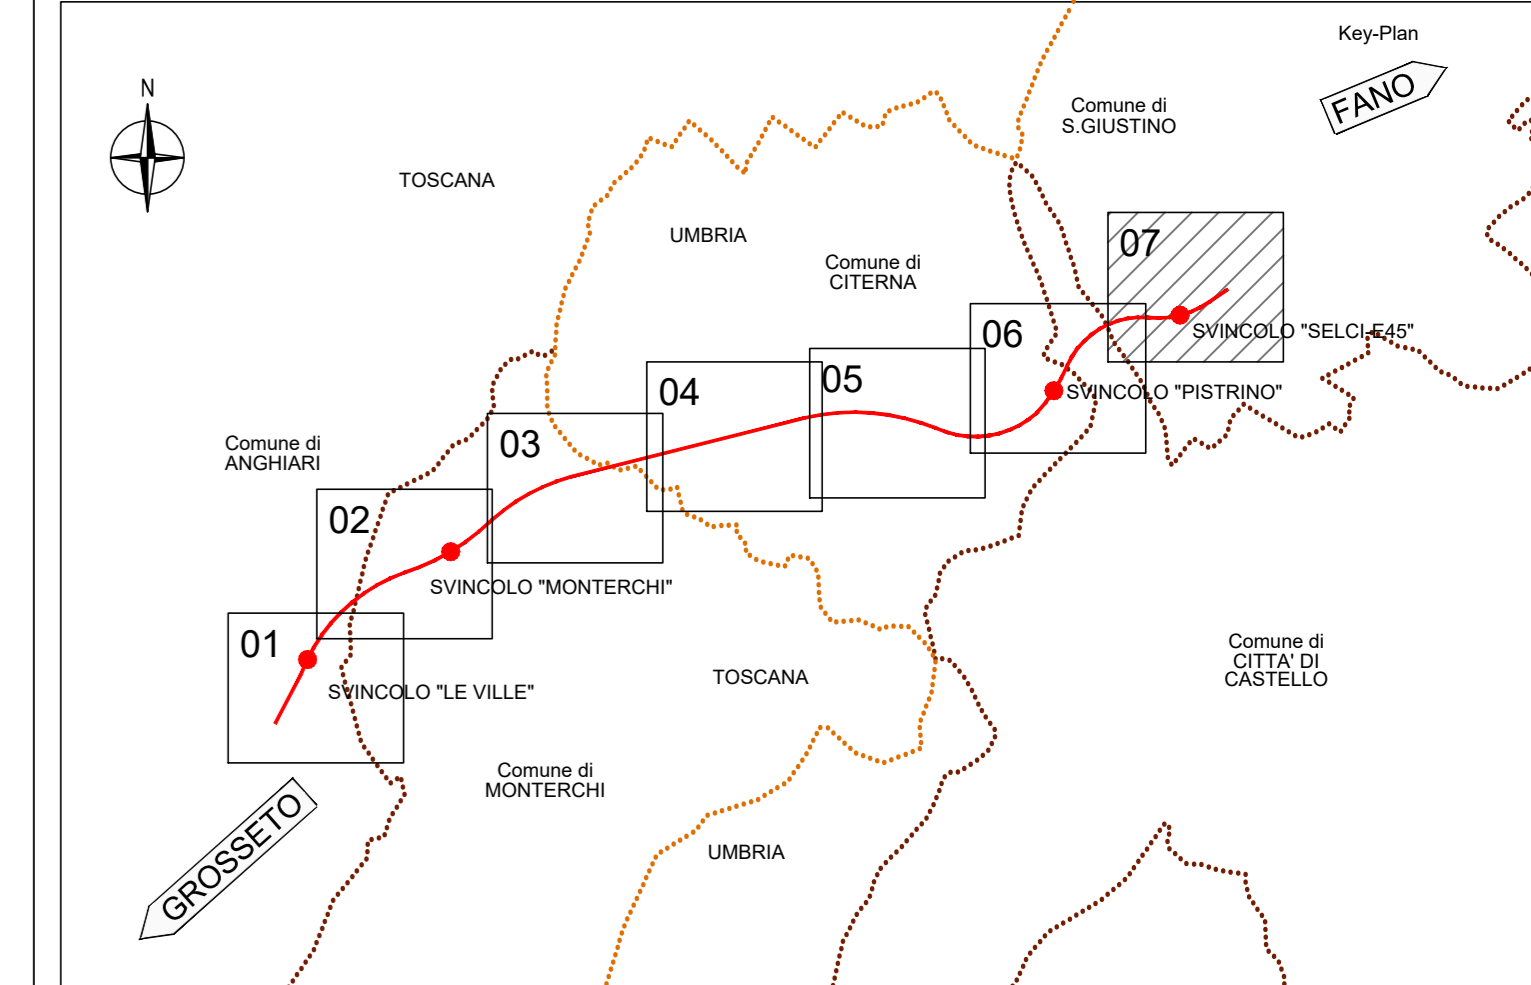 Key-Plan
N
FANO
Comune di
S.GIUSTINO
TOSCANA
UMBRIA
07
Comune di
CITERNA
SVINCOLO "SELCI-E45"
06
04
05
SVINCOLO "PISTRINO"
03
Comune di
ANGHIARI
02
SVINCOLO "MONTERCHI"
01
SVINCOLO "LE VILLE"
TOSCANA
Comune di
CITTA' DI
CASTELLO
Comune di
MONTERCHI
GROSSETO
UMBRIA